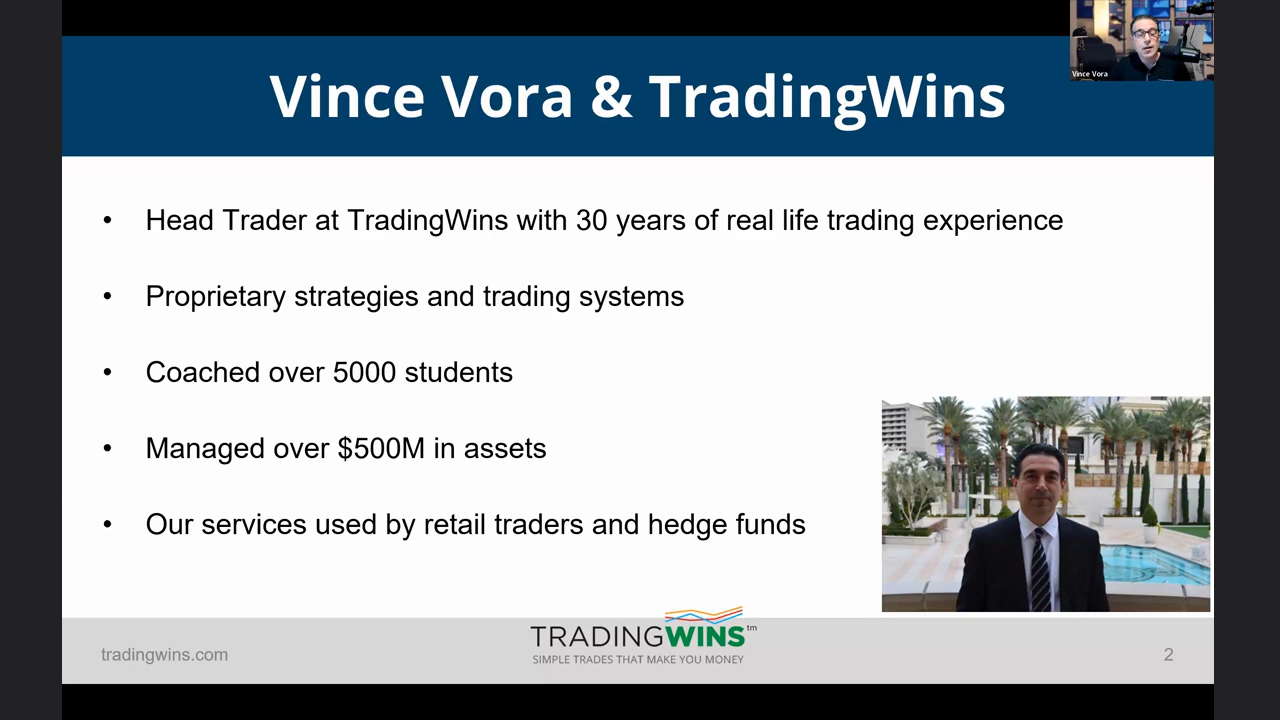 Vince Vora & TradingWins
Vince Vora
• Head Trader at TradingWins with 30 years of real life trading experience
• Proprietary strategies and trading systems
• Coached over 5000 students
• Managed over $500M in assets
• Our services used by retail traders and hedge funds
tradingwins.com
TRADINGWINS™
SIMPLE TRADES THAT MAKE YOU MONEY
2